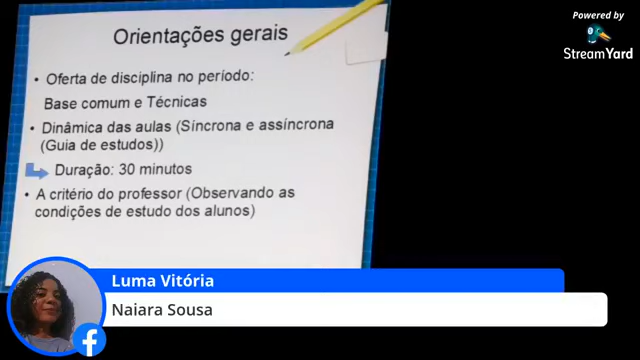 Powered by
StreamYard
Orientações gerais
• Oferta de disciplina no período:
Base comum e Técnicas
• Dinâmica das aulas (Síncrona e assíncrona
(Guia de estudos))
Duração: 30 minutos
• A critério do professor (Observando as
condições de estudo dos alunos)
Luma Vitória
Naiara Sousa